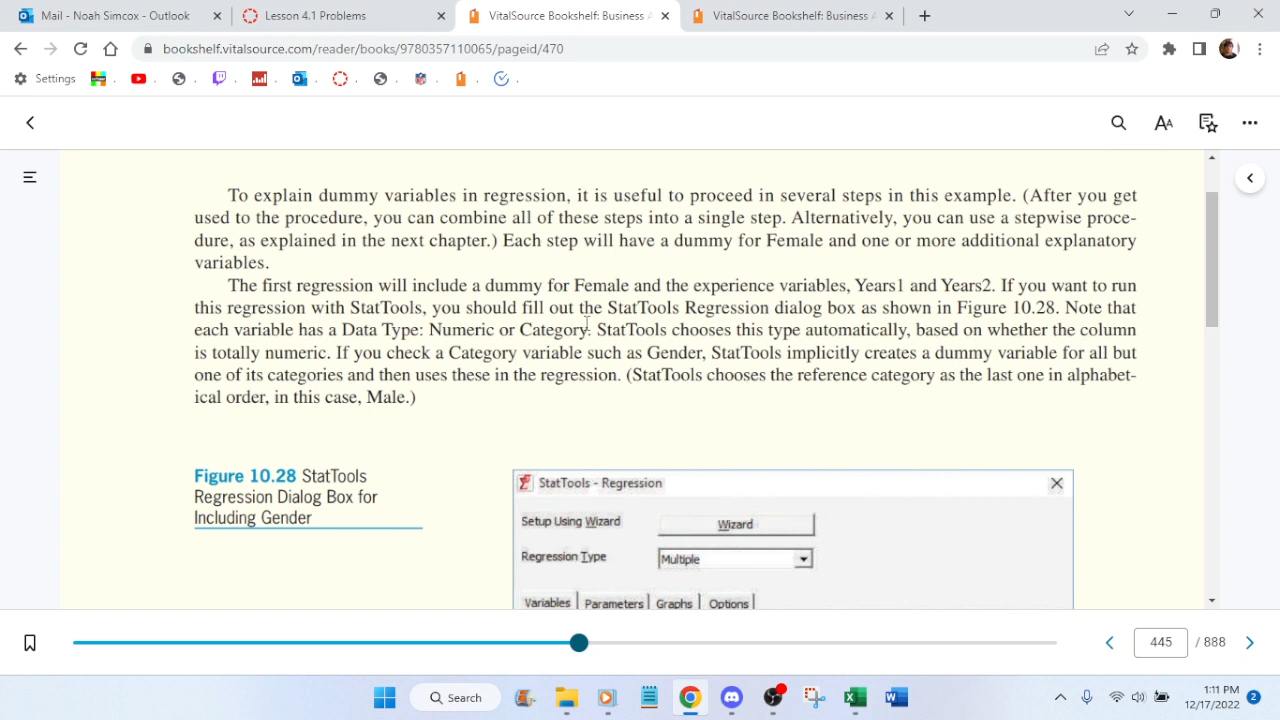 Mail - Noah Simcox - Outlook
Lesson 4.1 Problems
VitalSource Bookshelf: Business A
VitalSource Bookshelf: Business A
bookshelf.vitalsource.com/reader/books/9780357110065/pageid/470
Settings
To explain dummy variables in regression, it is useful to proceed in several steps in this example. (After you get
used to the procedure, you can combine all of these steps into a single step. Alternatively, you can use a stepwise proce-
dure, as explained in the next chapter.) Each step will have a dummy for Female and one or more additional explanatory
variables.
The first regression will include a dummy for Female and the experience variables, Years1 and Years2. If you want to run
this regression with StatTools, you should fill out the StatTools Regression dialog box as shown in Figure 10.28. Note that
each variable has a Data Type: Numeric or Category. StatTools chooses this type automatically, based on whether the column
is totally numeric. If you check a Category variable such as Gender, StatTools implicitly creates a dummy variable for all but
one of its categories and then uses these in the regression. (StatTools chooses the reference category as the last one in alphabet-
ical order, in this case, Male.)
Figure 10.28 StatTools
Regression Dialog Box for
Including Gender
StatTools - Regression
Setup Using Wizard
Wizard
Regression Type
Multiple
Variables
Parameters
Graphs
Options
445 / 888
Search
1:11 PM
12/17/2022
2